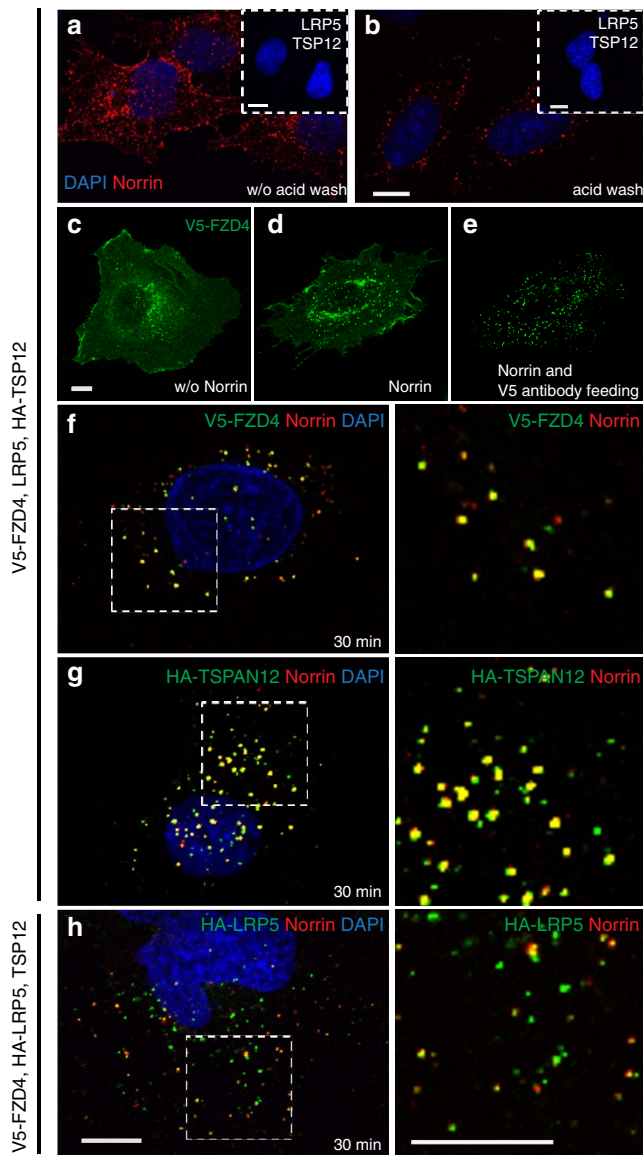 a
LRP5
TSP12
DAPI Norrin
w/o acid wash
b
LRP5
TSP12
acid wash
c
V5-FZD4
w/o Norrin
d
Norrin
e
Norrin and
V5 antibody feeding
V5-FZD4, LRP5, HA-TSP12
f
V5-FZD4 Norrin DAPI
30 min
V5-FZD4 Norrin
g
HA-TSPAN12 Norrin DAPI
30 min
HA-TSPAN12 Norrin
V5-FZD4, HA-LRP5, TSP12
h
HA-LRP5 Norrin DAPI
30 min
HA-LRP5 Norrin